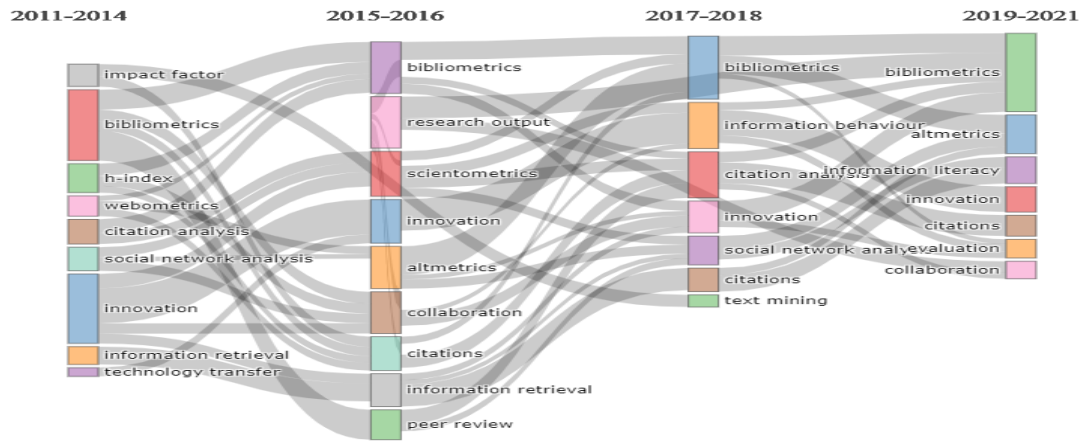 2011-2014
2015-2016
2017-2018
2019-2021
impact factor
bibliometrics
h-index
webometrics
citation analysis
social network analysis
innovation
information retrieval
technology transfer
bibliometrics
research output
scientometrics
innovation
altmetrics
collaboration
citations
information retrieval
peer review
bibliometrics
information behaviour
citation analysis
innovation
social network analysis
citations
text mining
bibliometrics
altmetrics
information literacy
innovation
citations
evaluation
collaboration